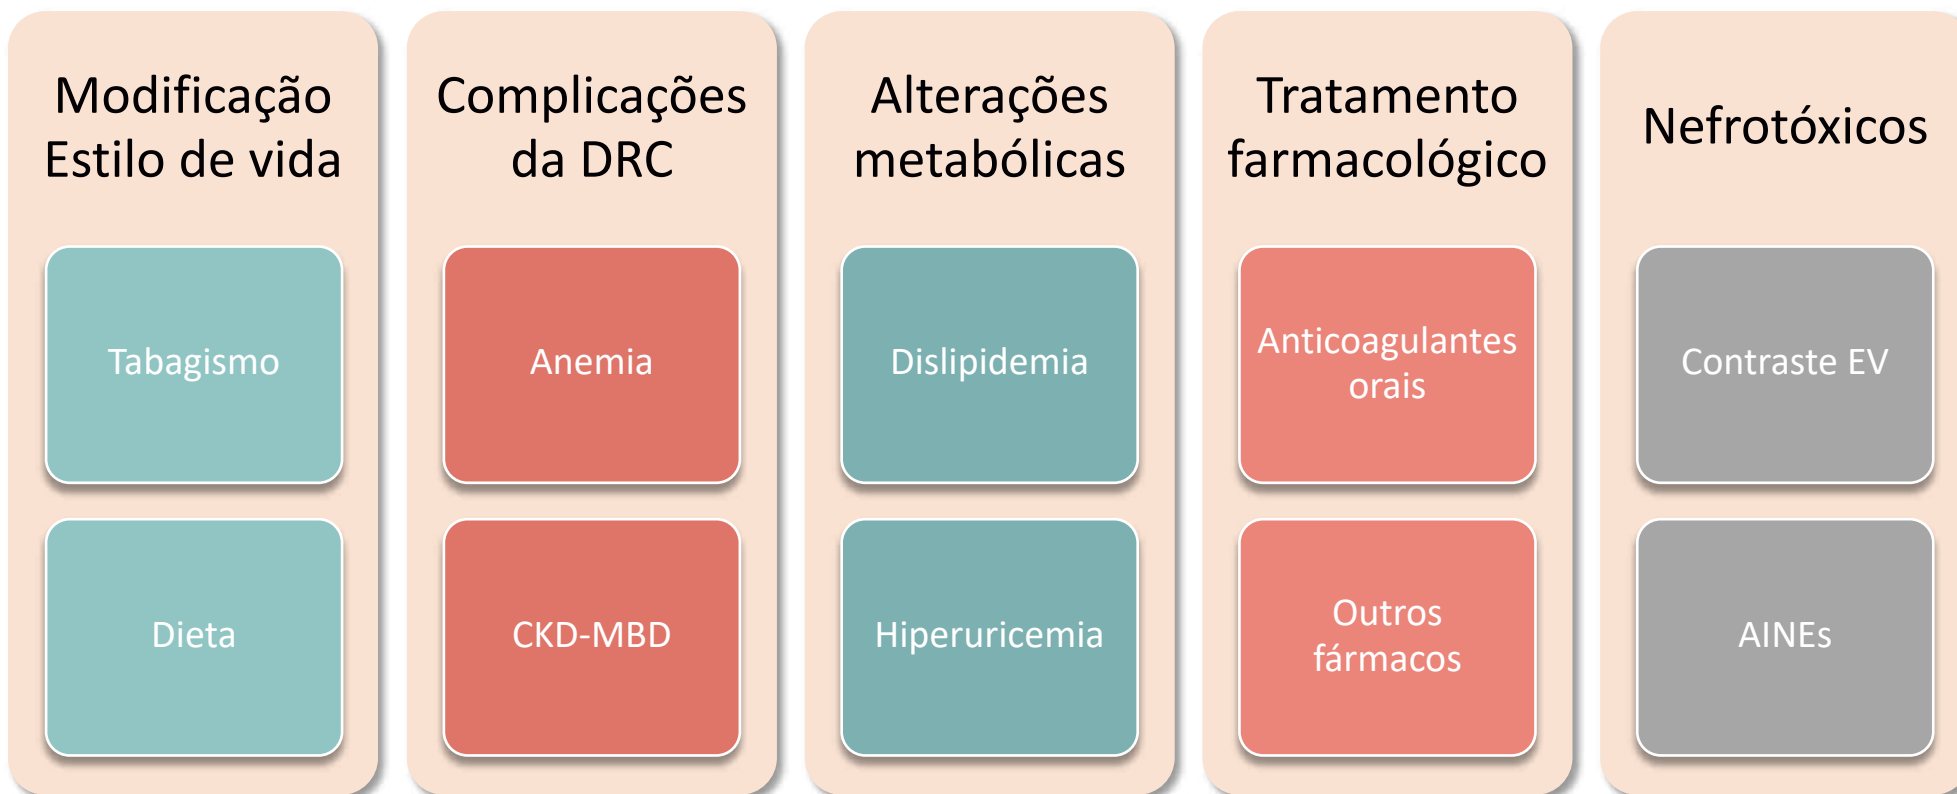 Modificação
Estilo de vida
Tabagismo
Dieta
Complicações
da DRC
Anemia
CKD-MBD
Alterações
metabólicas
Dislipidemia
Hiperuricemia
Tratamento
farmacológico
Anticoagulantes
orais
Outros
fármacos
Nefrotóxicos
Contraste EV
AINEs